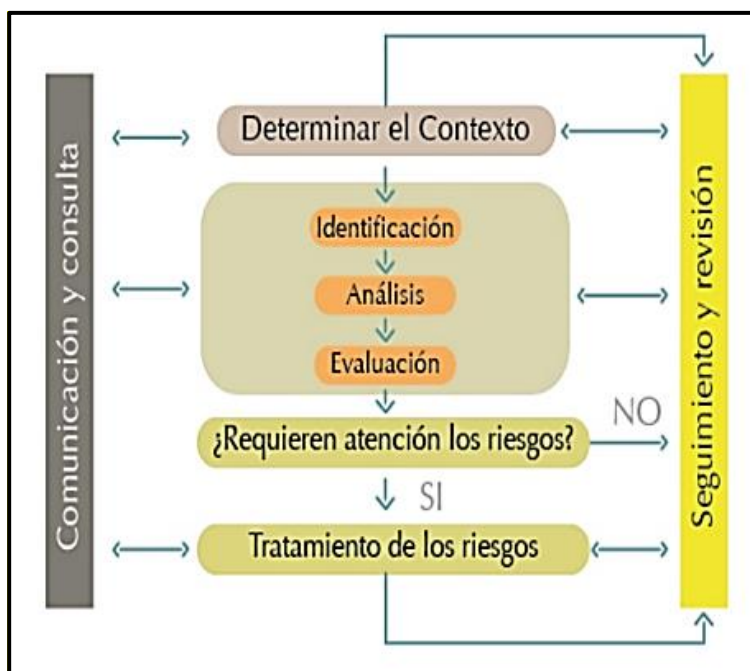 Comunicación y consulta
Determinar el Contexto
Identificación
Análisis
Evaluación
¿Requieren atención los riesgos?
NO
SI
Tratamiento de los riesgos
Seguimiento y revisión